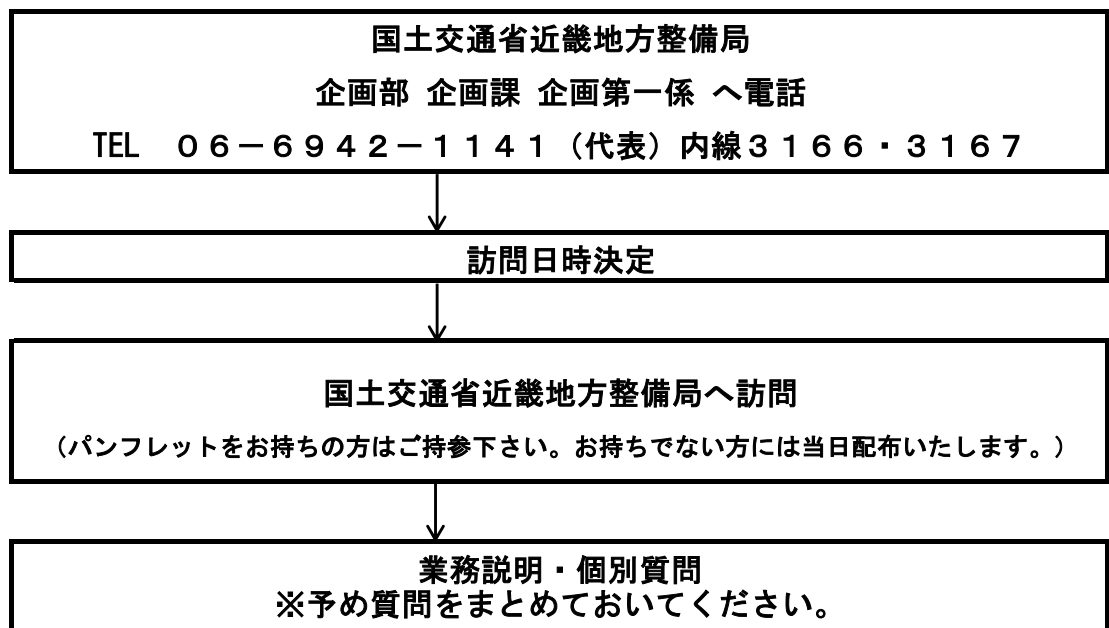 国土交通省近畿地方整備局
企画部 企画課 企画第一係 へ電話
TEL　０６－６９４２－１１４１（代表）内線３１６６・３１６７
訪問日時決定
国土交通省近畿地方整備局へ訪問
（パンフレットをお持ちの方はご持参下さい。お持ちでない方には当日配布いたします。）
業務説明・個別質問
※予め質問をまとめておいてください。